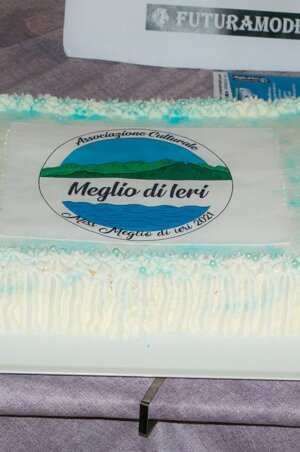 FUTURAMODE
Associazione Culturale
Meglio di Ieri
Miss Meglio di ieri 2021